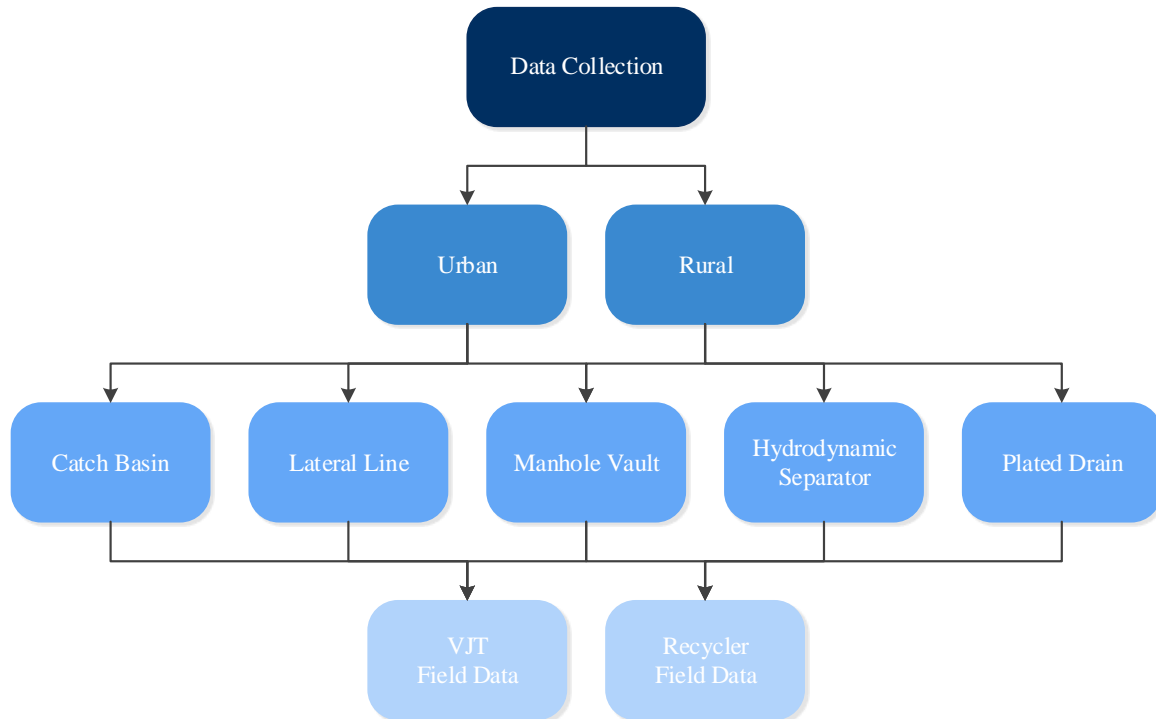 Data Collection
Urban
Rural
Catch Basin
Lateral Line
Manhole Vault
Hydrodynamic
Separator
Plated Drain
VJT
Field Data
Recycler
Field Data